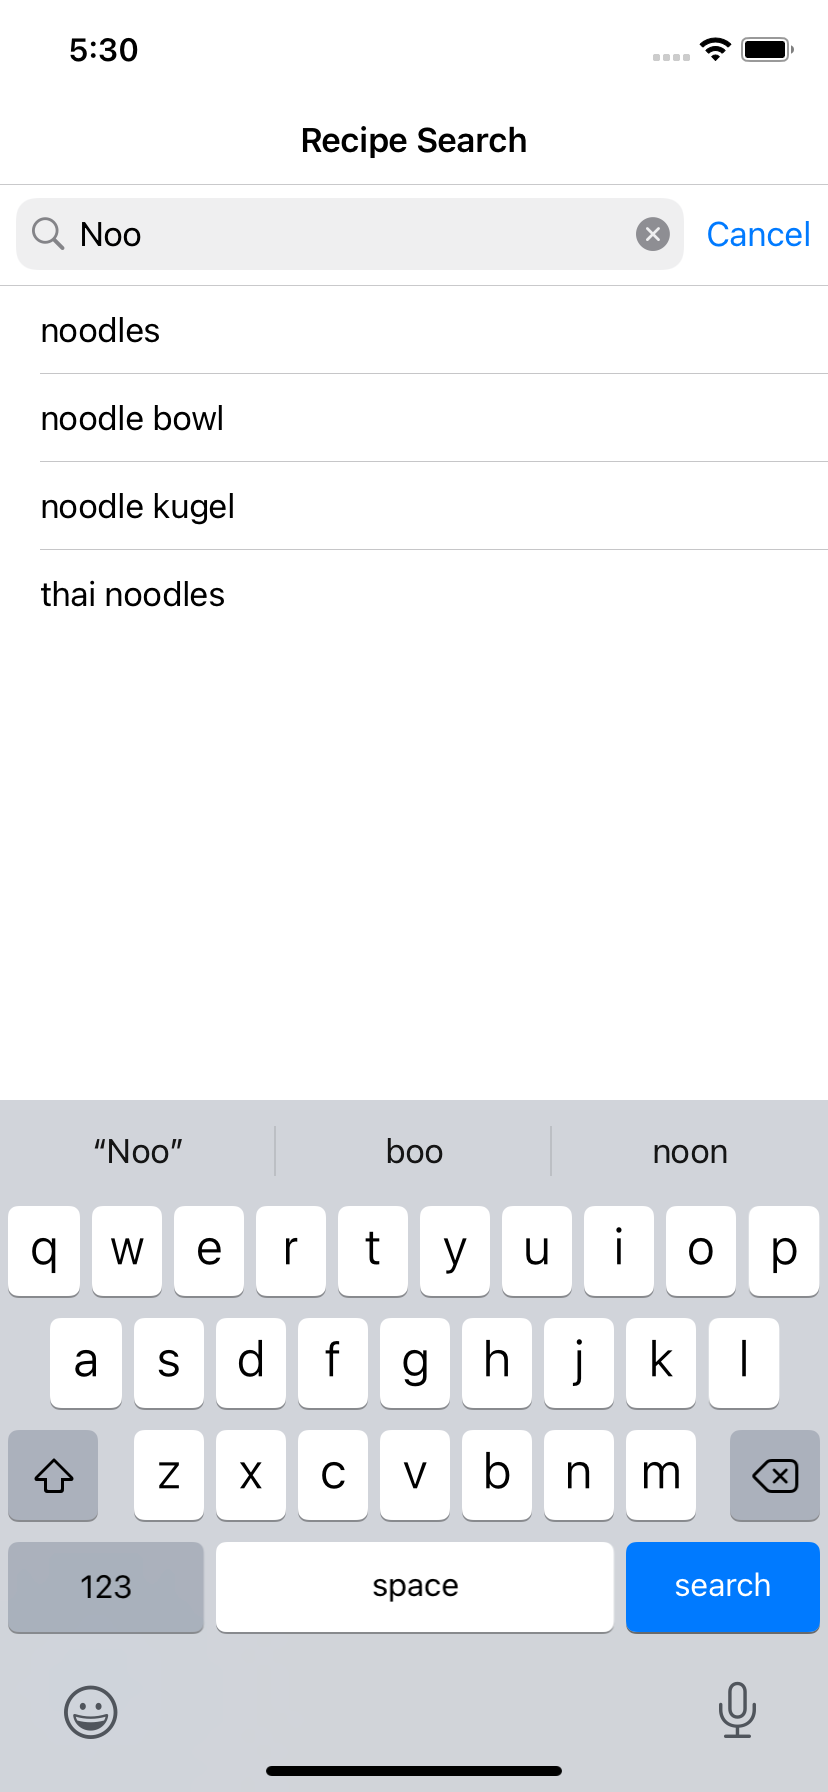 5:30
Recipe Search
Noo
Cancel
noodles
noodle bowl
noodle kugel
thai noodles
“Noo” boo noon
q w e r t y u i o p
a s d f g h j k l
z x c v b n m
123 space search